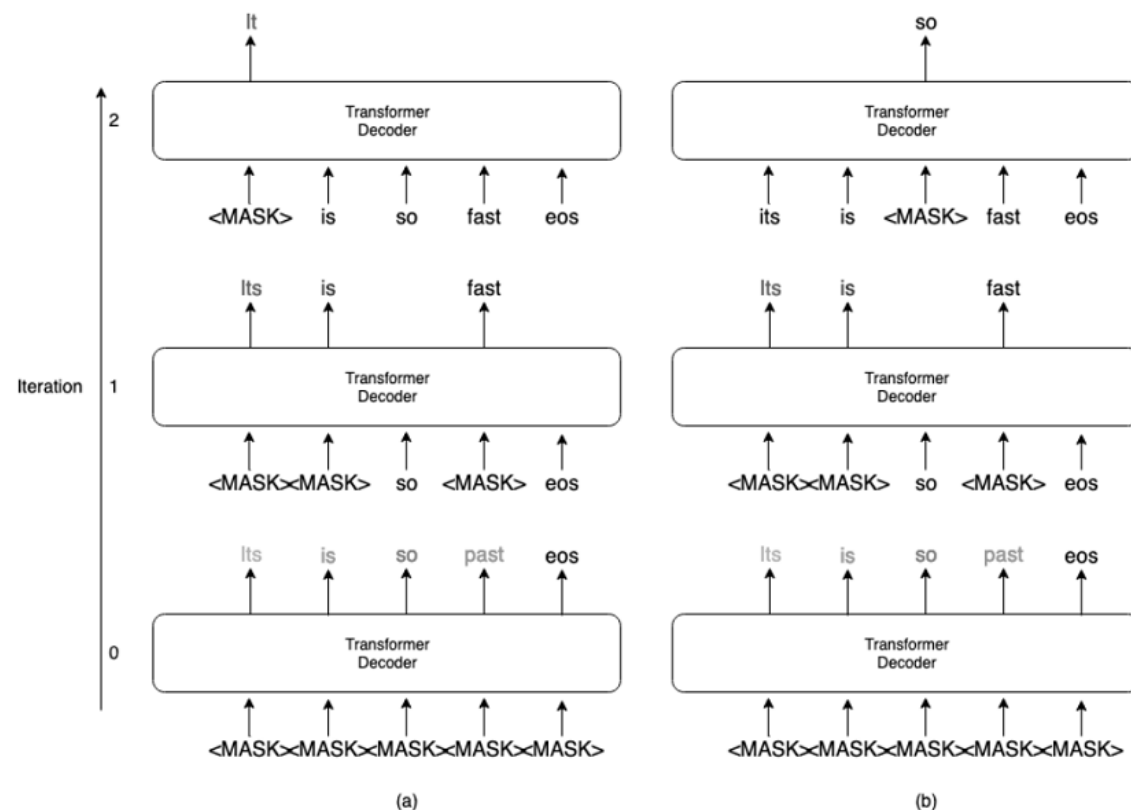 It so
Transformer Decoder Transformer Decoder
2
<MASK> is so fast eos its is <MASK> fast eos
Its is fast Its is fast
Transformer Decoder Transformer Decoder
Iteration 1
<MASK><MASK> so <MASK> eos <MASK><MASK> so <MASK> eos
Its is so past eos Its is so past eos
Transformer Decoder Transformer Decoder
0
<MASK><MASK><MASK><MASK><MASK> <MASK><MASK><MASK><MASK><MASK>
(a) (b)